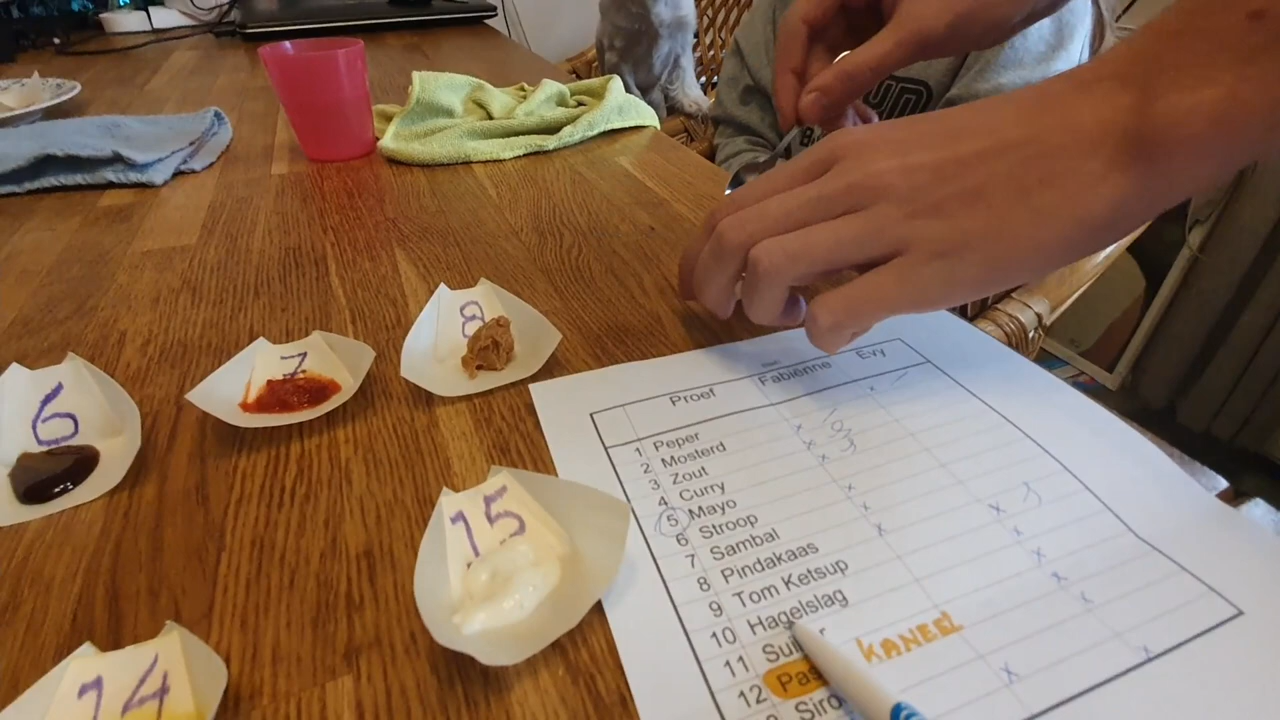 6
7
8
15
14
Proef Fabiënne Evy
1 Peper
2 Mosterd
3 Zout
4 Curry
5 Mayo
6 Stroop
7 Sambal
8 Pindakaas
9 Tom Ketsup
10 Hagelslag
11
12 KANEEL